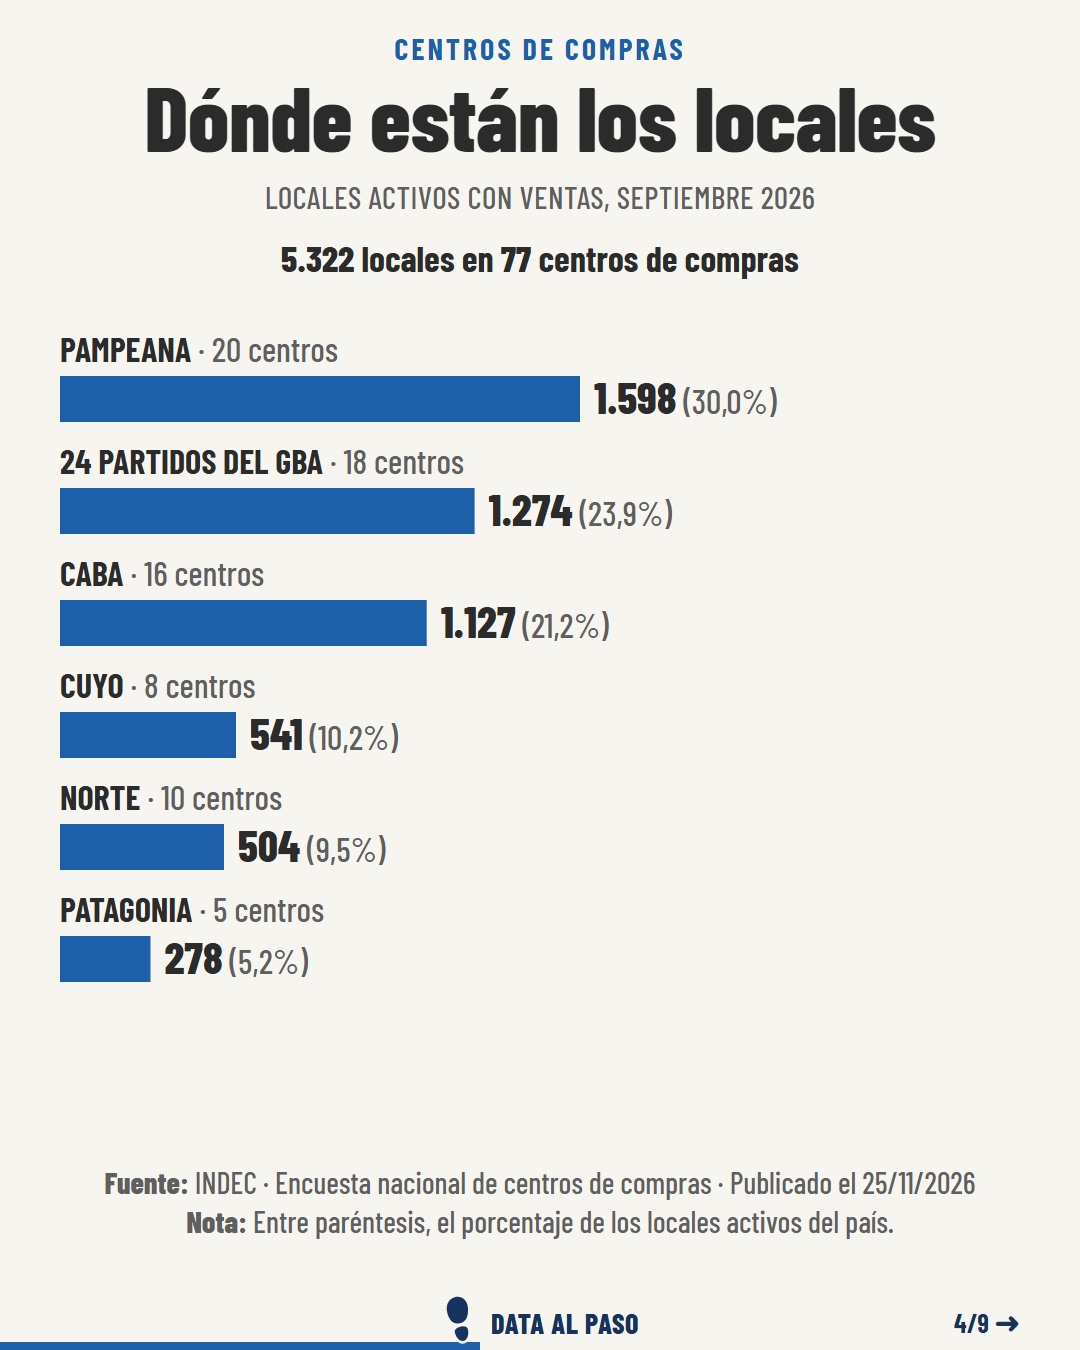 CENTROS DE COMPRAS
Dónde están los locales
LOCALES ACTIVOS CON VENTAS, SEPTIEMBRE 2026
5.322 locales en 77 centros de compras
PAMPEANA · 20 centros
1.598 (30,0%)
24 PARTIDOS DEL GBA · 18 centros
1.274 (23,9%)
CABA · 16 centros
1.127 (21,2%)
CUYO · 8 centros
541 (10,2%)
NORTE · 10 centros
504 (9,5%)
PATAGONIA · 5 centros
278 (5,2%)
Fuente: INDEC · Encuesta nacional de centros de compras · Publicado el 25/11/2026
Nota: Entre paréntesis, el porcentaje de los locales activos del país.
DATA AL PASO
4/9 →